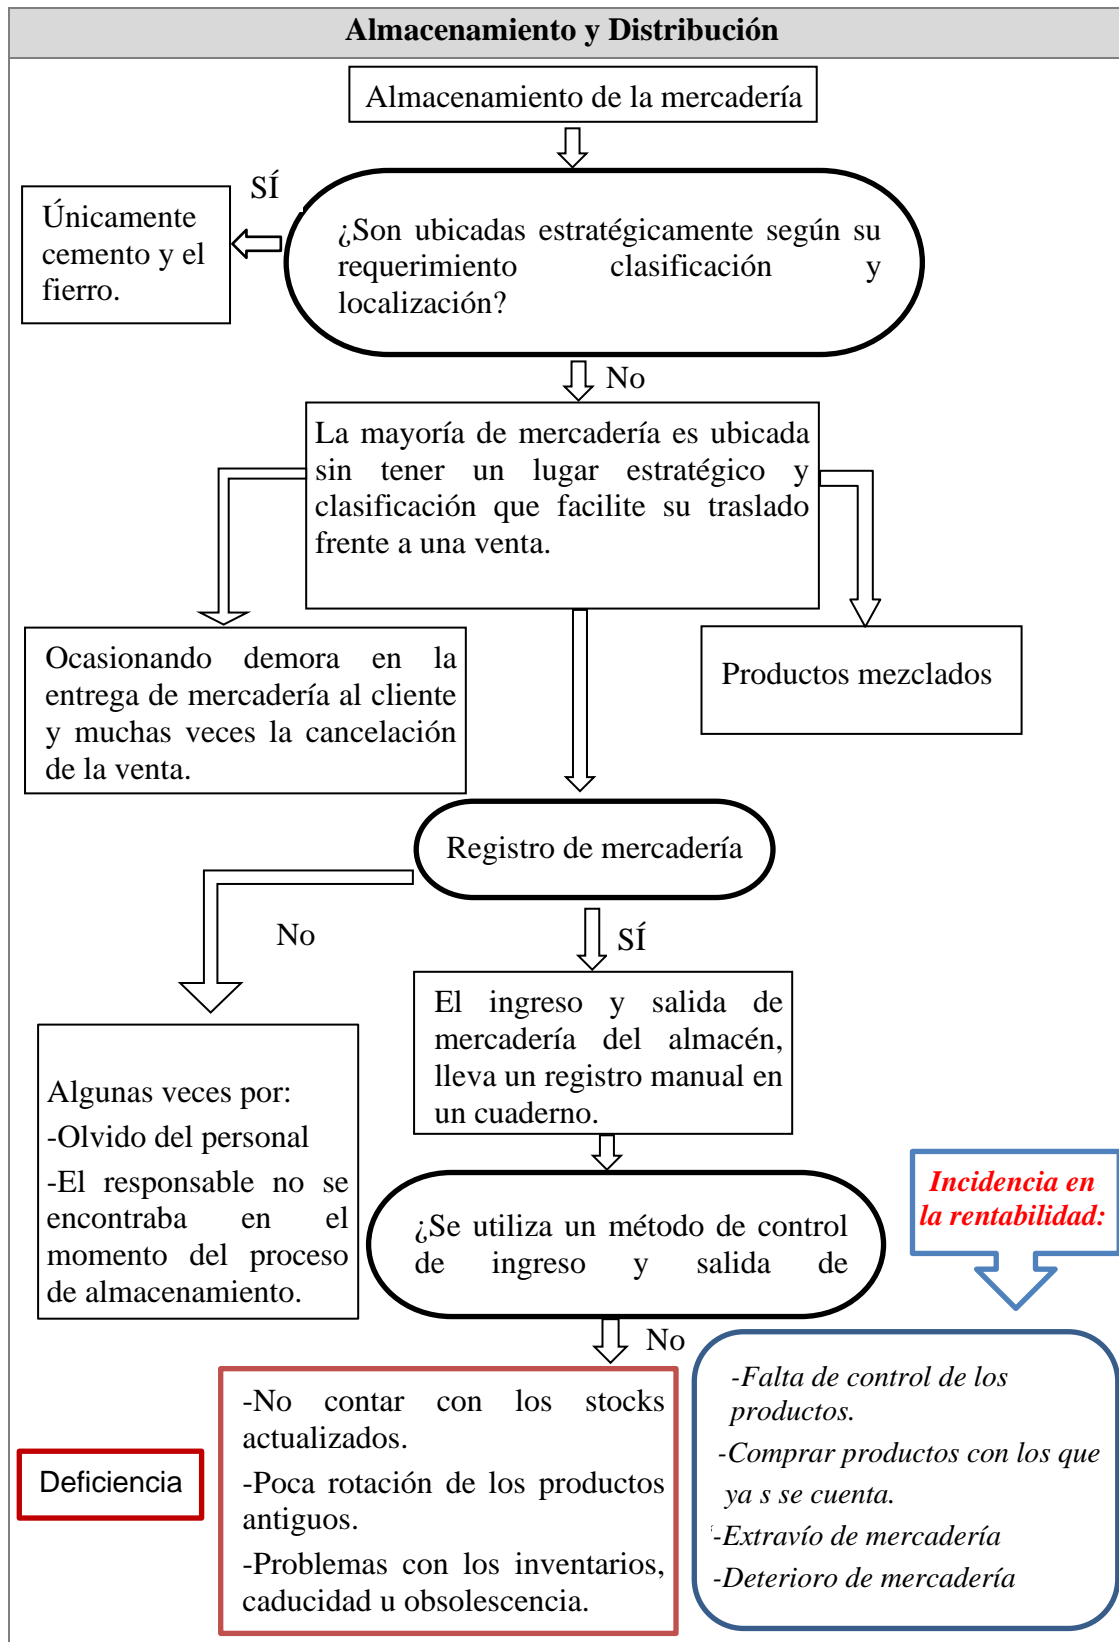 Almacenamiento y Distribución
Almacenamiento de la mercadería
SÍ
Únicamente
cemento y el
fierro.
¿Son ubicadas estratégicamente según su
requerimiento clasificación y
localización?
No
La mayoría de mercadería es ubicada
sin tener un lugar estratégico y
clasificación que facilite su traslado
frente a una venta.
Ocasionando demora en la
entrega de mercadería al cliente
y muchas veces la cancelación
de la venta.
Productos mezclados
Registro de mercadería
No
SÍ
El ingreso y salida de
mercadería del almacén,
lleva un registro manual en
un cuaderno.
Algunas veces por:
-Olvido del personal
-El responsable no se
encontraba en el
momento del proceso
de almacenamiento.
¿Se utiliza un método de control
de ingreso y salida de
Incidencia en
la rentabilidad:
No
-No contar con los stocks
actualizados.
-Poca rotación de los productos
antiguos.
-Problemas con los inventarios,
caducidad u obsolescencia.
Deficiencia
-Falta de control de los
productos.
-Comprar productos con los que
ya s se cuenta.
-Extravío de mercadería
-Deterioro de mercadería